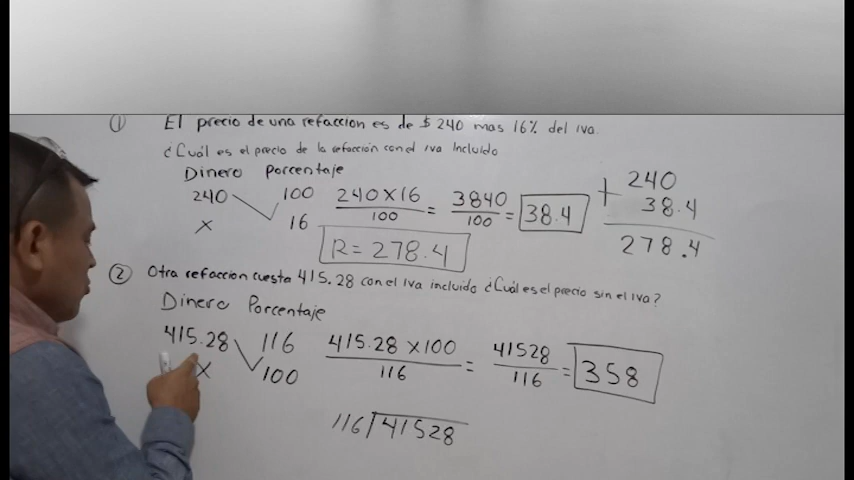 ① El precio de una refaccion es de $240 mas 16% del iva.
¿Cuál es el precio de la refacción con el iva Incluido
Dinero Porcentaje
240 100 240 x 16 / 100 = 3840 / 100 = 38.4
x 16
R = 278.4
+ 240
38.4
278.4
② Otra refaccion cuesta 415.28 con el iva incluido ¿Cuál es el precio sin el iva?
Dinero Porcentaje
415.28 116 415.28 x 100 / 116 = 41528 / 116 = 358
x 100
116 41528